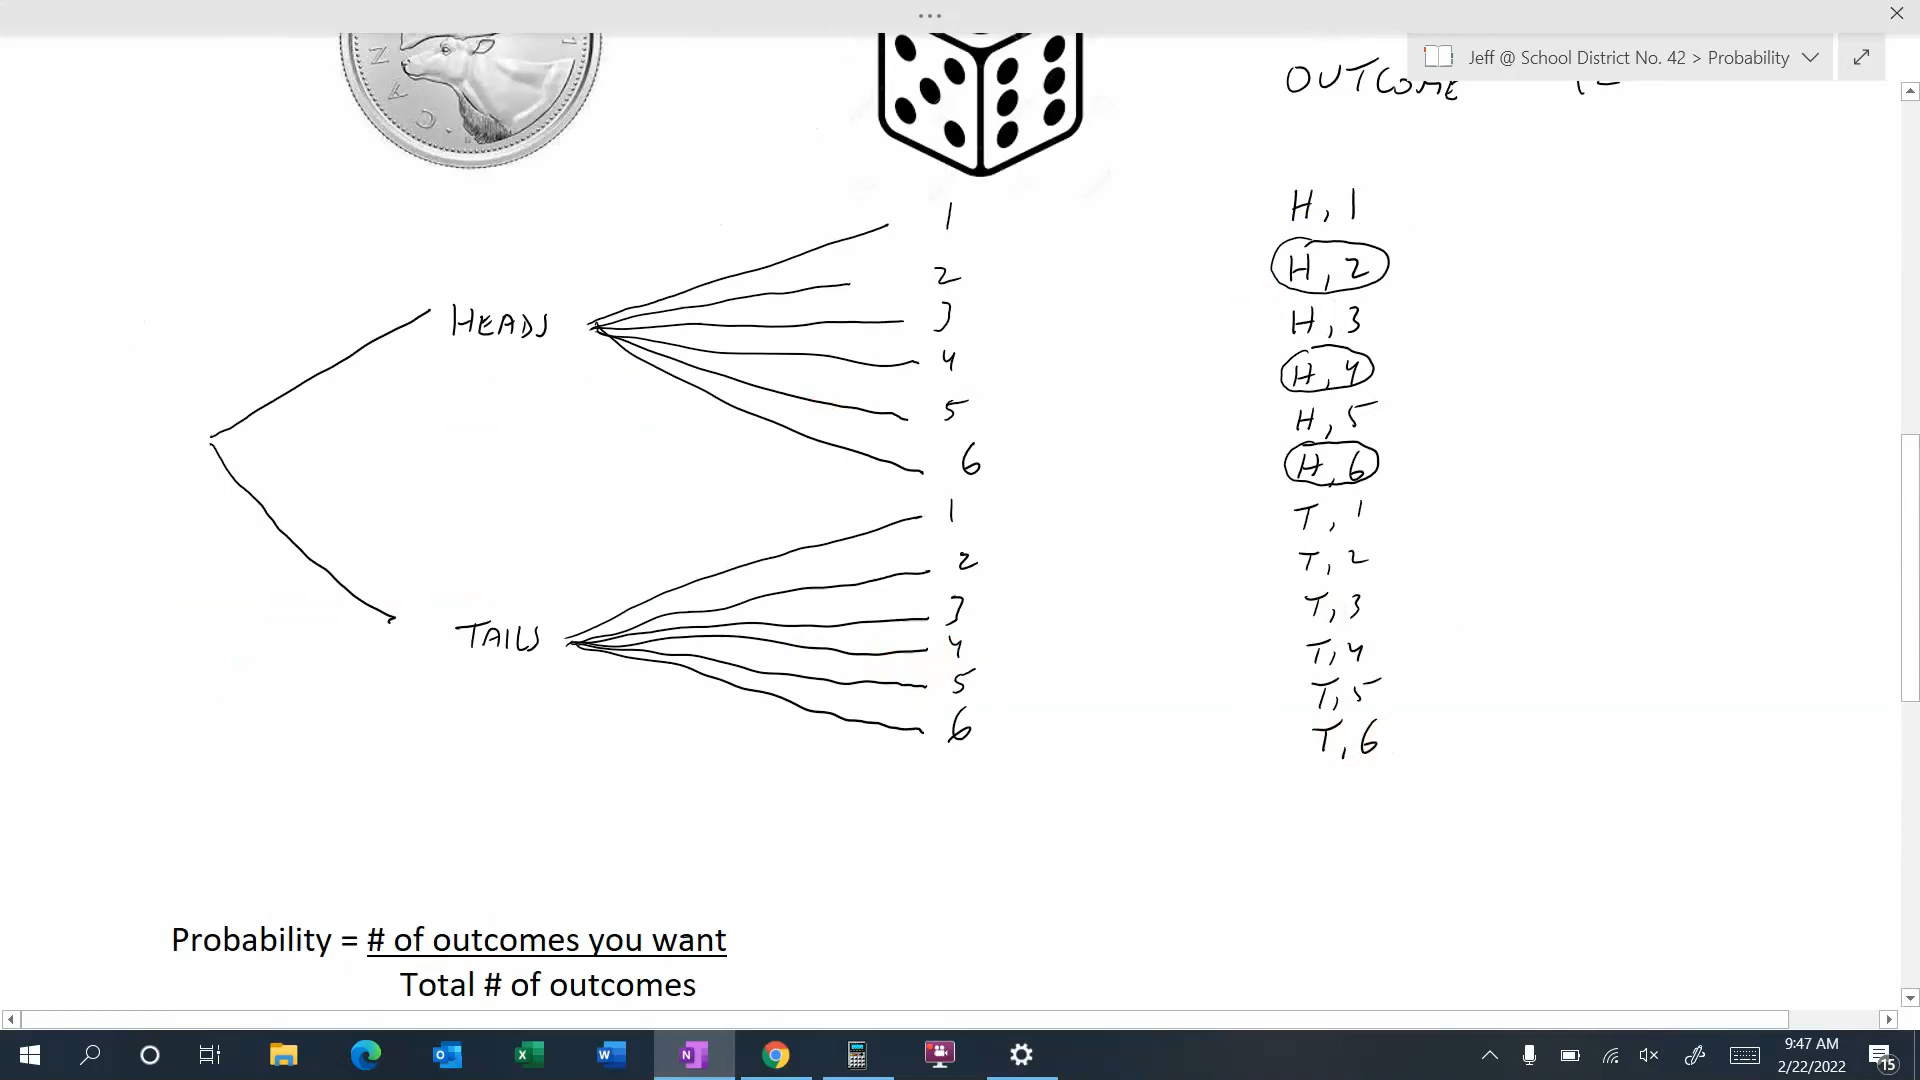 Jeff @ School District No. 42 > Probability
OUTCOME
HEADS
1
2
3
4
5
6
TAILS
1
2
3
4
5
6
H, 1
H, 2
H, 3
H, 4
H, 5
H, 6
T, 1
T, 2
T, 3
T, 4
T, 5
T, 6
Probability = # of outcomes you want
Total # of outcomes
9:47 AM
2/22/2022
15